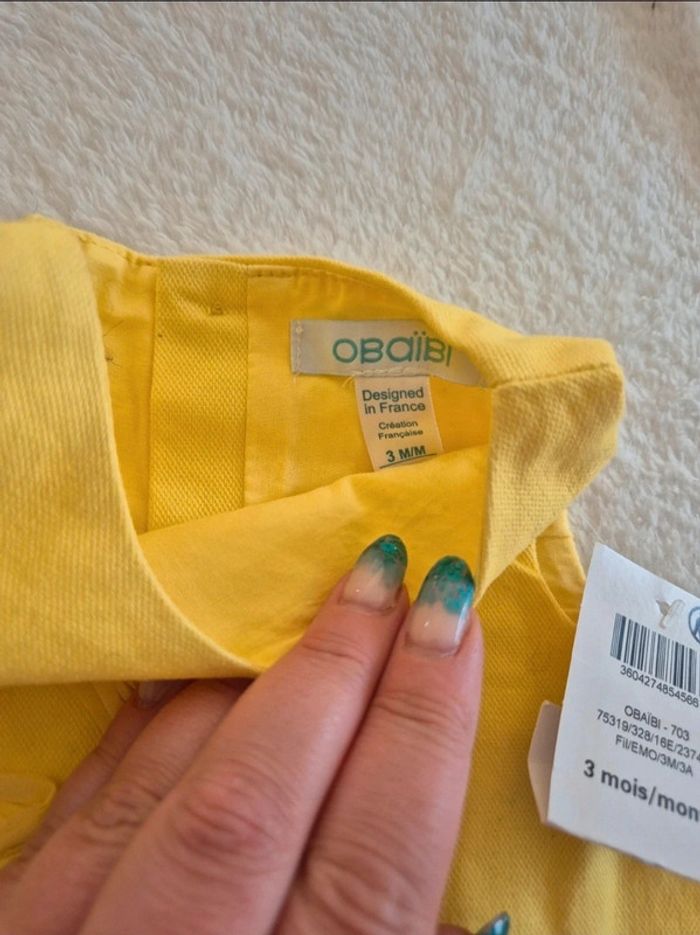 OBaïBI
Designed
in France
Création
Française
3 M/M
3604274854566
OBAÏBI - 703
75319/328/16E/2374
Fil/EMO/3M/3A
3 mois/mon